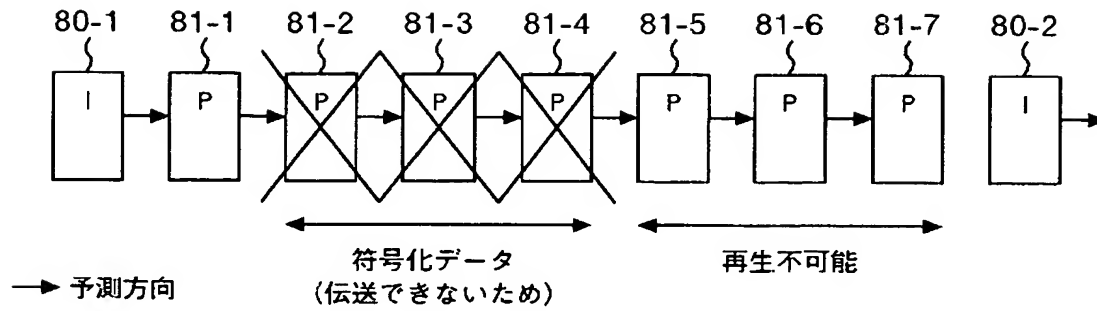 80-1 81-1 81-2 81-3 81-4 81-5 81-6 81-7 80-2
I P P P P P P P I
符号化データ 再生不可能
(伝送できないため)
予測方向